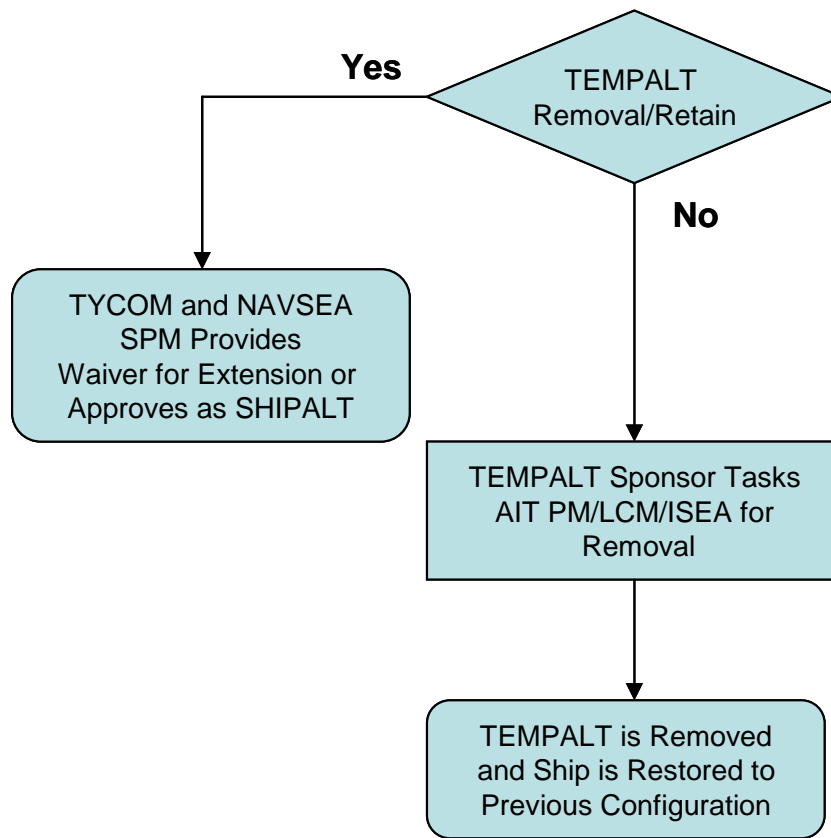 TEMPALT
Removal/Retain
Yes
No
TYCOM and NAVSEA
SPM Provides
Waiver for Extension or
Approves as SHIPALT
TEMPALT Sponsor Tasks
AIT PM/LCM/ISEA for
Removal
TEMPALT is Removed
and Ship is Restored to
Previous Configuration